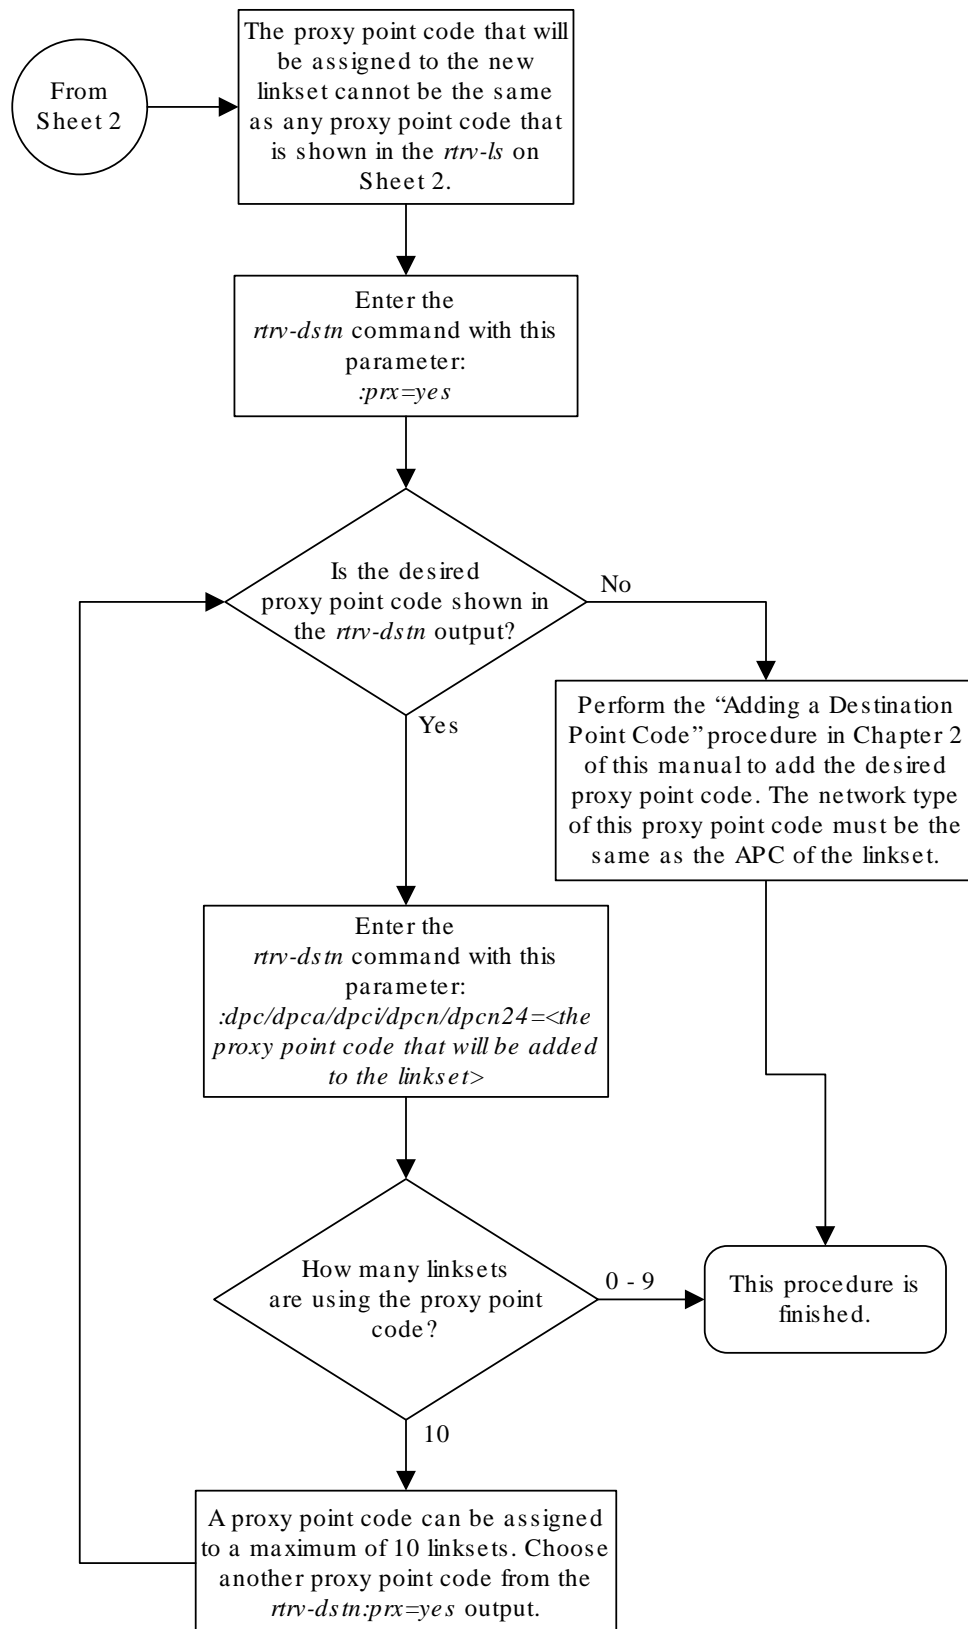 From
Sheet 2
The proxy point code that will
be assigned to the new
linkset cannot be the same
as any proxy point code that
is shown in the rtrv-ls on
Sheet 2.
Enter the
rtrv-dstn command with this
parameter:
:prx=yes
Is the desired
proxy point code shown in
the rtrv-dstn output?
No
Yes
Perform the “Adding a Destination
Point Code” procedure in Chapter 2
of this manual to add the desired
proxy point code. The network type
of this proxy point code must be the
same as the APC of the linkset.
Enter the
rtrv-dstn command with this
parameter:
:dpc/dpca/dpci/dpcn/dpcn24=<the
proxy point code that will be added
to the linkset>
How many linksets
are using the proxy point
code?
0 - 9
This procedure is
finished.
10
A proxy point code can be assigned
to a maximum of 10 linksets. Choose
another proxy point code from the
rtrv-dstn:prx=yes output.